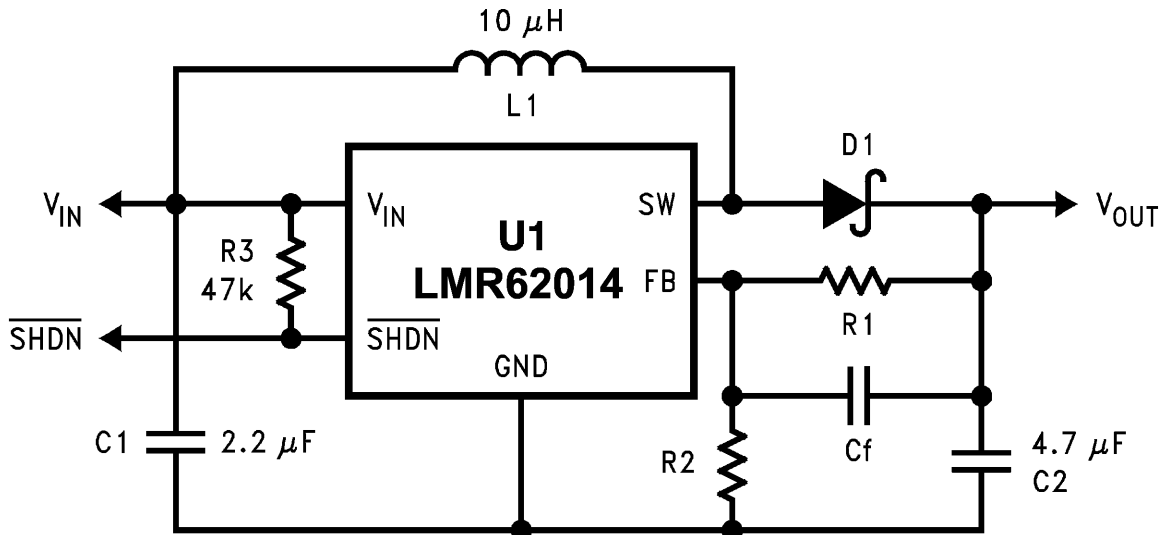 10 μH
L1
D1
V_IN
V_IN
SW
V_OUT
R3
47k
U1
LMR62014
FB
R1
SHDN
SHDN
GND
C1
2.2 μF
R2
Cf
4.7 μF
C2